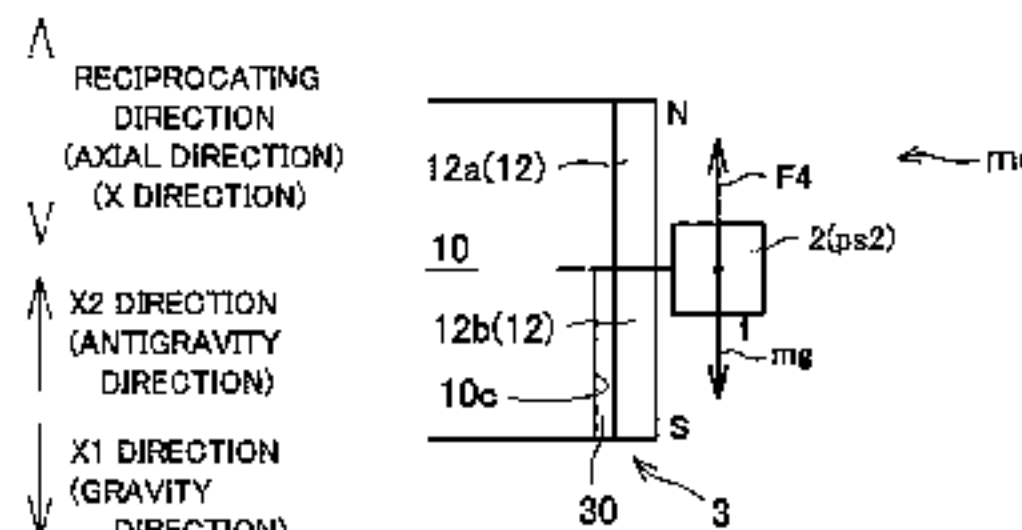 RECIPROCATING
DIRECTION
(AXIAL DIRECTION)
(X DIRECTION)
X2 DIRECTION
(ANTIGRAVITY
DIRECTION)
X1 DIRECTION
(GRAVITY
DIRECTION)
N
12a(12)
F4
10
2(ps2)
12b(12)
1
mg
10c
S
30
3